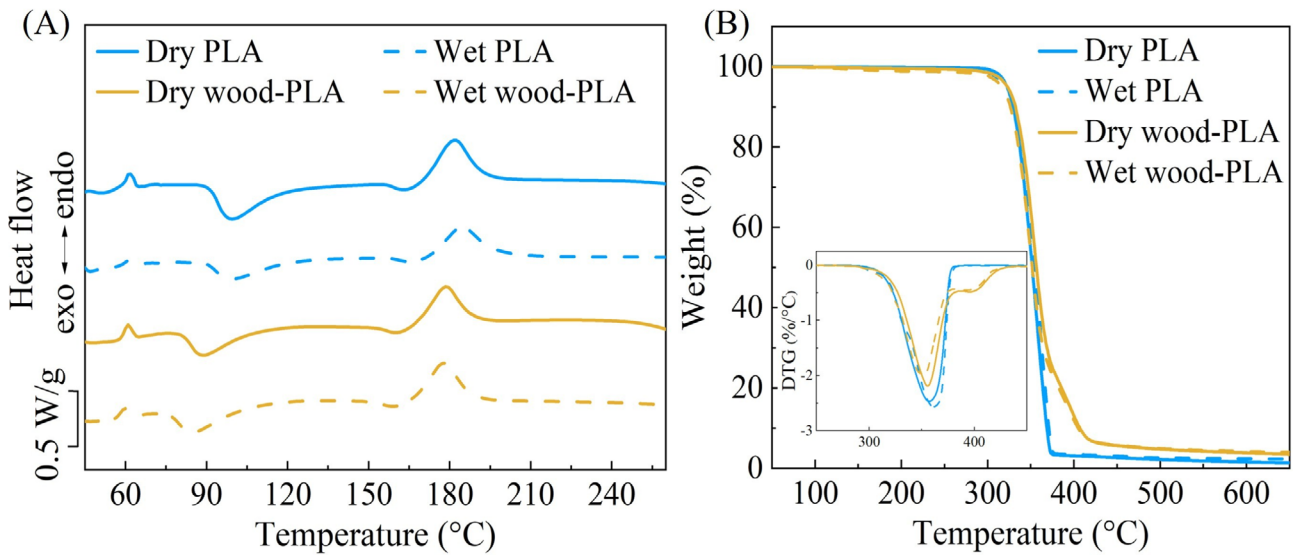 (A)
Dry PLA
Wet PLA
Dry wood-PLA
Wet wood-PLA
Heat flow
exo ←→ endo
0.5 W/g
60 90 120 150 180 210 240
Temperature (°C)
(B)
Dry PLA
Wet PLA
Dry wood-PLA
Wet wood-PLA
Weight (%)
100
80
60
40
20
0
100 200 300 400 500 600
Temperature (°C)
DTG (%/°C)
0
-1
-2
-3
300 400